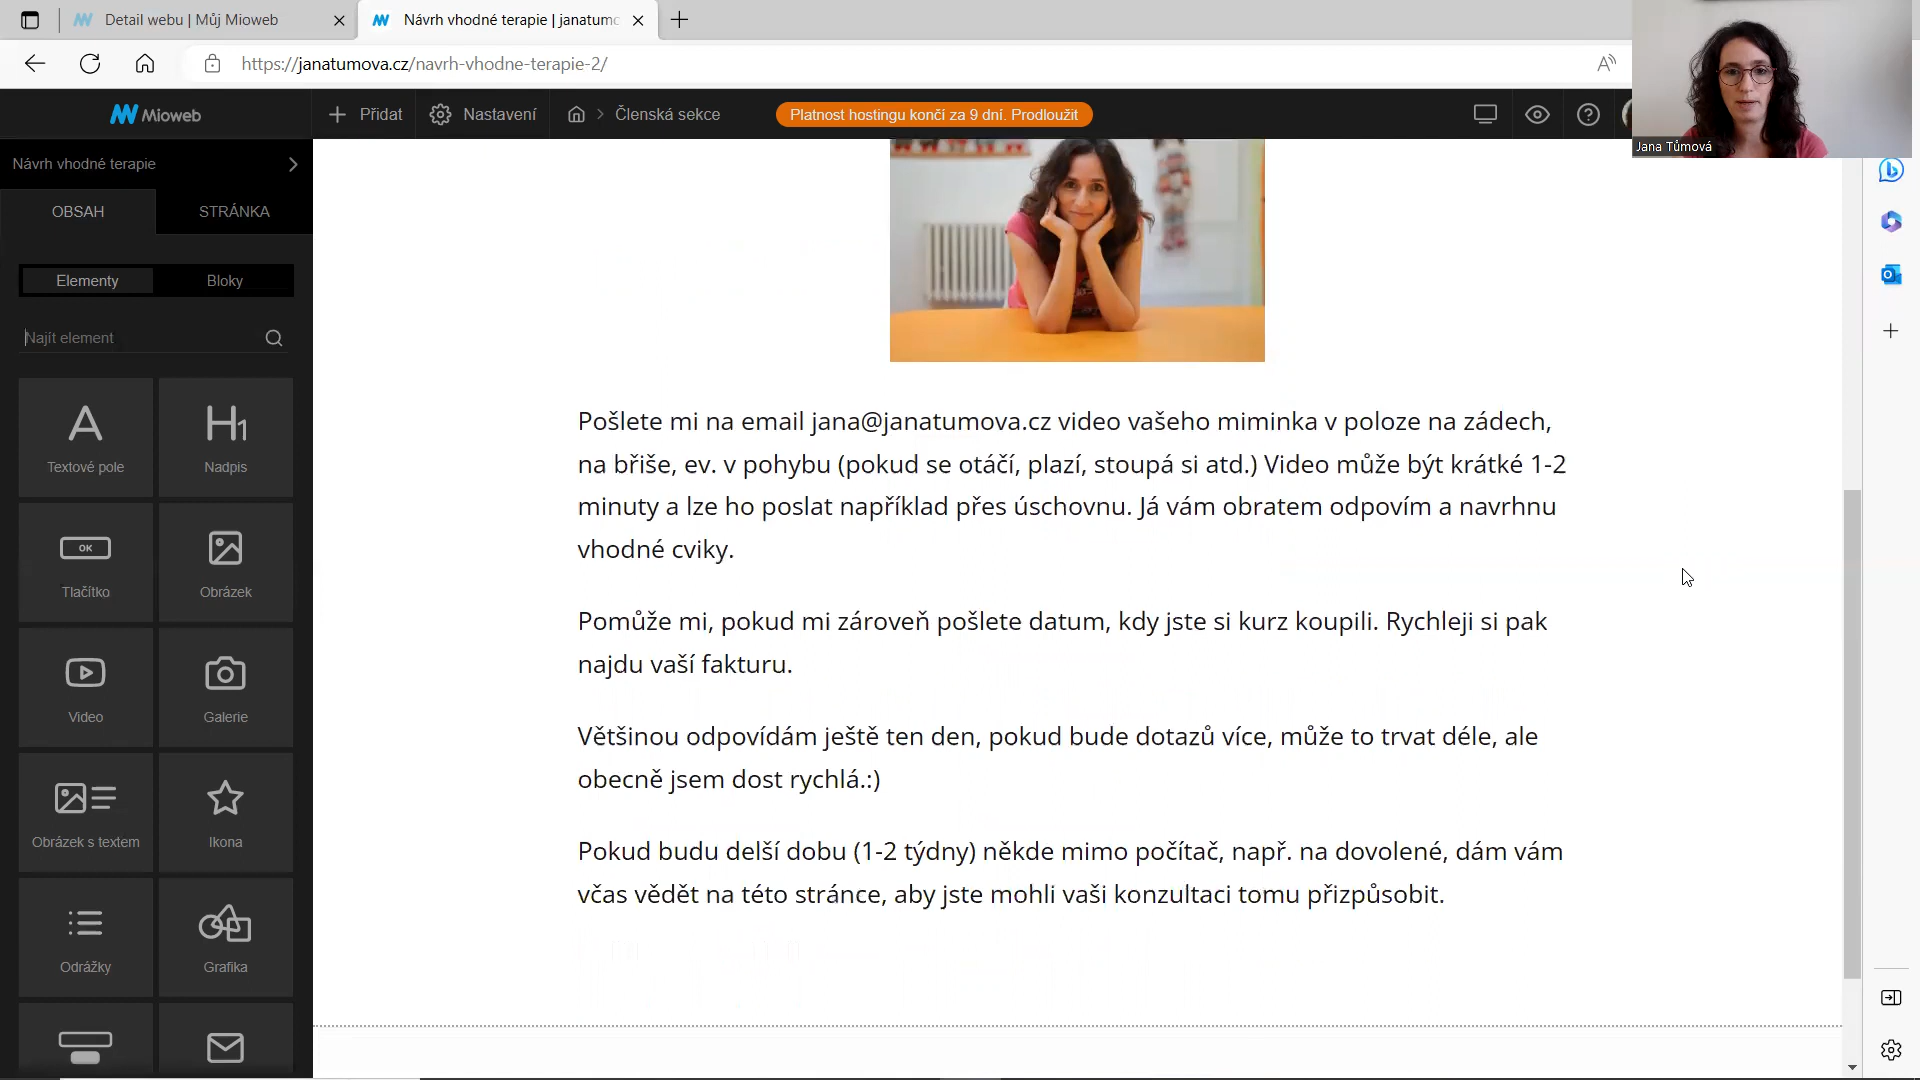 Detail webu | Můj Mioweb
Návrh vhodné terapie | janatumo
https://janatumova.cz/navrh-vhodne-terapie-2/
Mioweb
Přidat
Nastavení
Členská sekce
Platnost hostingu končí za 9 dní. Prodloužit
Jana Tůmová
Návrh vhodné terapie
OBSAH
STRÁNKA
Elementy
Bloky
Najít element
Textové pole
Nadpis
OK
Tlačítko
Obrázek
Video
Galerie
Obrázek s textem
Ikona
Odrážky
Grafika
Pošlete mi na email jana@janatumova.cz video vašeho miminka v poloze na zádech,
na břiše, ev. v pohybu (pokud se otáčí, plazí, stoupá si atd.) Video může být krátké 1-2
minuty a lze ho poslat například přes úschovnu. Já vám obratem odpovím a navrhnu
vhodné cviky.
Pomůže mi, pokud mi zároveň pošlete datum, kdy jste si kurz koupili. Rychleji si pak
najdu vaší fakturu.
Většinou odpovídám ještě ten den, pokud bude dotazů více, může to trvat déle, ale
obecně jsem dost rychlá.:)
Pokud budu delší dobu (1-2 týdny) někde mimo počítač, např. na dovolené, dám vám
včas vědět na této stránce, aby jste mohli vaši konzultaci tomu přizpůsobit.